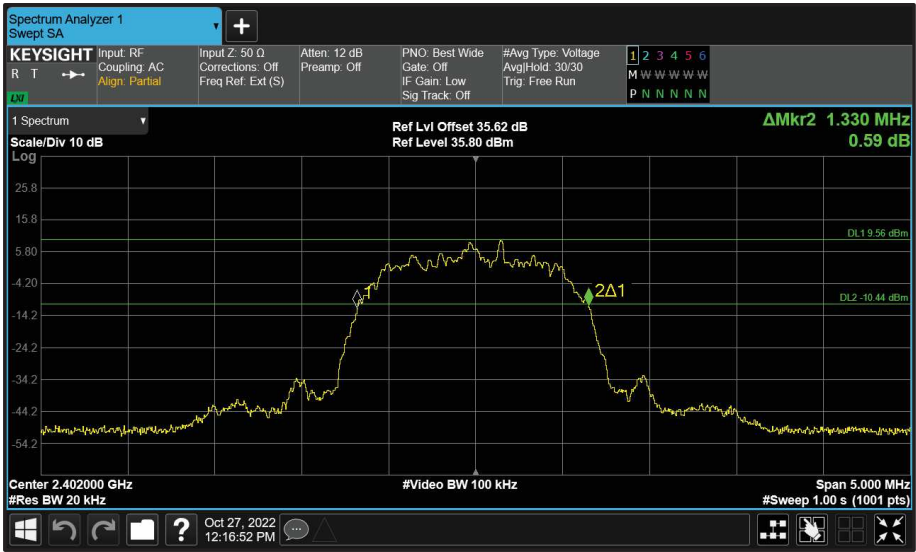 Spectrum Analyzer 1
Swept SA
+
KEYSIGHT Input: RF Input Z: 50 Ω Atten: 12 dB PNO: Best Wide #Avg Type: Voltage 1 2 3 4 5 6
R T Coupling: AC Corrections: Off Preamp: Off Gate: Off Avg|Hold: 30/30 M W W W W W
Align: Partial Freq Ref: Ext (S) IF Gain: Low Trig: Free Run P N N N N N
LXI Sig Track: Off
1 Spectrum Ref Lvl Offset 35.62 dB ΔMkr2 1.330 MHz
Scale/Div 10 dB Ref Level 35.80 dBm 0.59 dB
Log
25.8
15.8
DL1 9.56 dBm
5.80
-4.20
1 2Δ1
DL2 -10.44 dBm
-14.2
-24.2
-34.2
-44.2
-54.2
Center 2.402000 GHz #Video BW 100 kHz Span 5.000 MHz
#Res BW 20 kHz #Sweep 1.00 s (1001 pts)
? Oct 27, 2022
12:16:52 PM